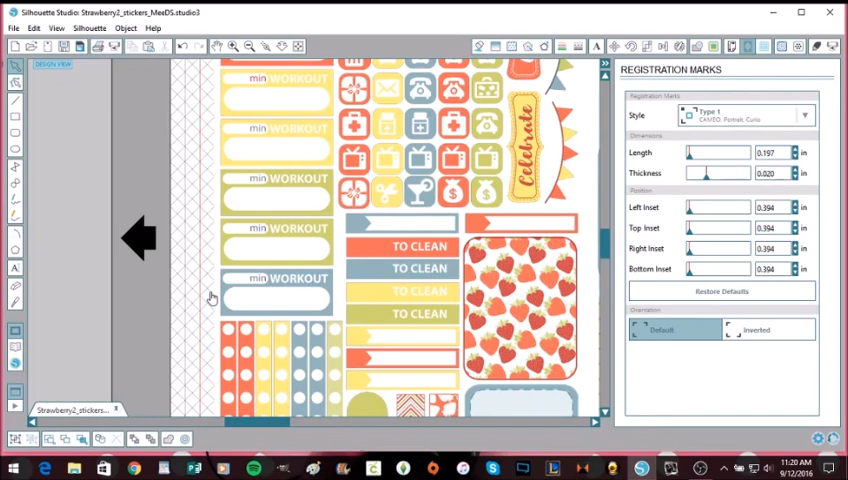 Silhouette Studio: Strawberry2_stickers_MeeDS.studio3
File Edit View Silhouette Object Help
DESIGN VIEW
min WORKOUT
min WORKOUT
min WORKOUT
min WORKOUT
min WORKOUT
Celebrate
TO CLEAN
TO CLEAN
TO CLEAN
TO CLEAN
REGISTRATION MARKS
Registration Marks
Style
Type 1
CAMEO, Portrait, Curio
Dimensions
Length 0.197 in
Thickness 0.020 in
Position
Left Inset 0.394 in
Top Inset 0.394 in
Right Inset 0.394 in
Bottom Inset 0.394 in
Restore Defaults
Orientation
Default Inverted
Strawberry2_stickers...
11:20 AM
9/12/2016